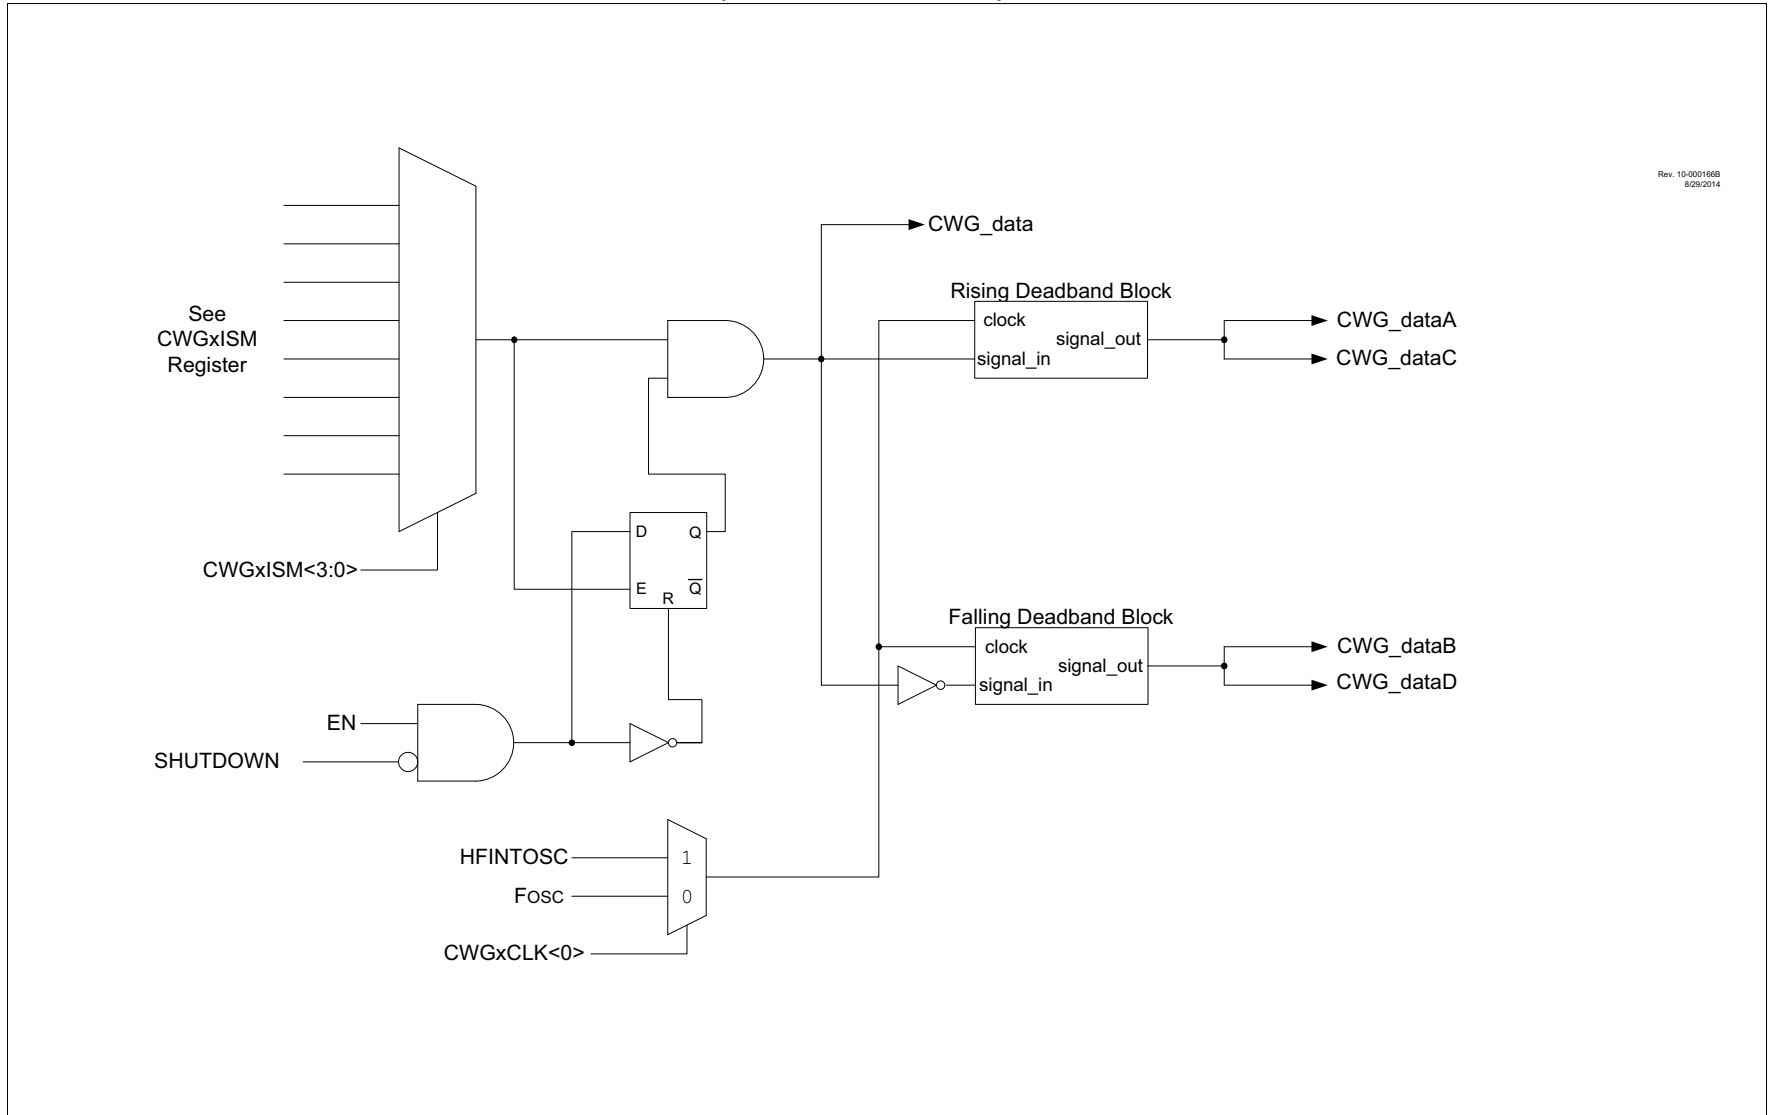 Rev. 10-000166B
8/29/2014
CWG_data
Rising Deadband Block
clock
signal_out
signal_in
CWG_dataA
CWG_dataC
See
CWGxISM
Register
CWGxISM<3:0>
D
Q
E
Q̅
R
Falling Deadband Block
clock
signal_out
signal_in
CWG_dataB
CWG_dataD
EN
SHUTDOWN
HFINTOSC
1
FOSC
0
CWGxCLK<0>